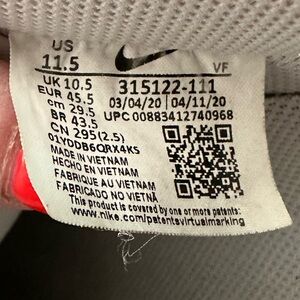 US
11.5 VF
UK 10.5 315122-111
EUR 45.5 03/04/20 04/11/20
cm 29.5 UPC 00883412740968
BR 43.5
CN 295(2.5)
01YDDB6QRX4K5
MADE IN VIETNAM
HECHO EN VIETNAM
FABRIQUE AU VIETNAM
FABRICADO NO VIETNÃ
This product is covered by one or more patents:
www.nike.com/patentsvirtualmarking